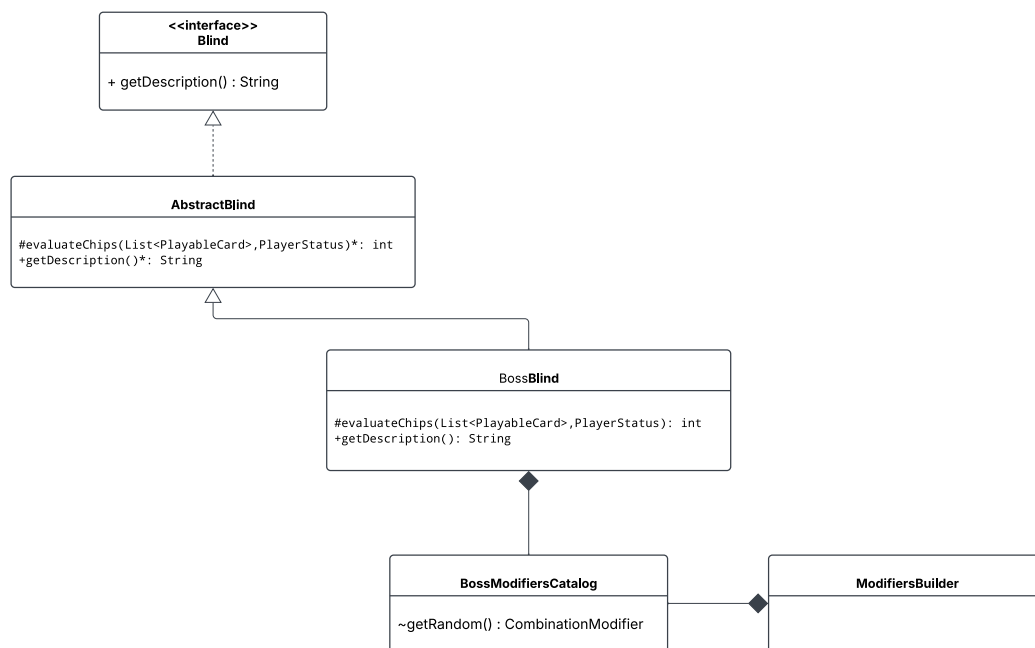 <<interface>>
Blind
+ getDescription() : String
AbstractBlind
#evaluateChips(List<PlayableCard>,PlayerStatus)*: int
+getDescription()*: String
BossBlind
#evaluateChips(List<PlayableCard>,PlayerStatus): int
+getDescription(): String
BossModifiersCatalog
ModifiersBuilder
~getRandom() : CombinationModifier